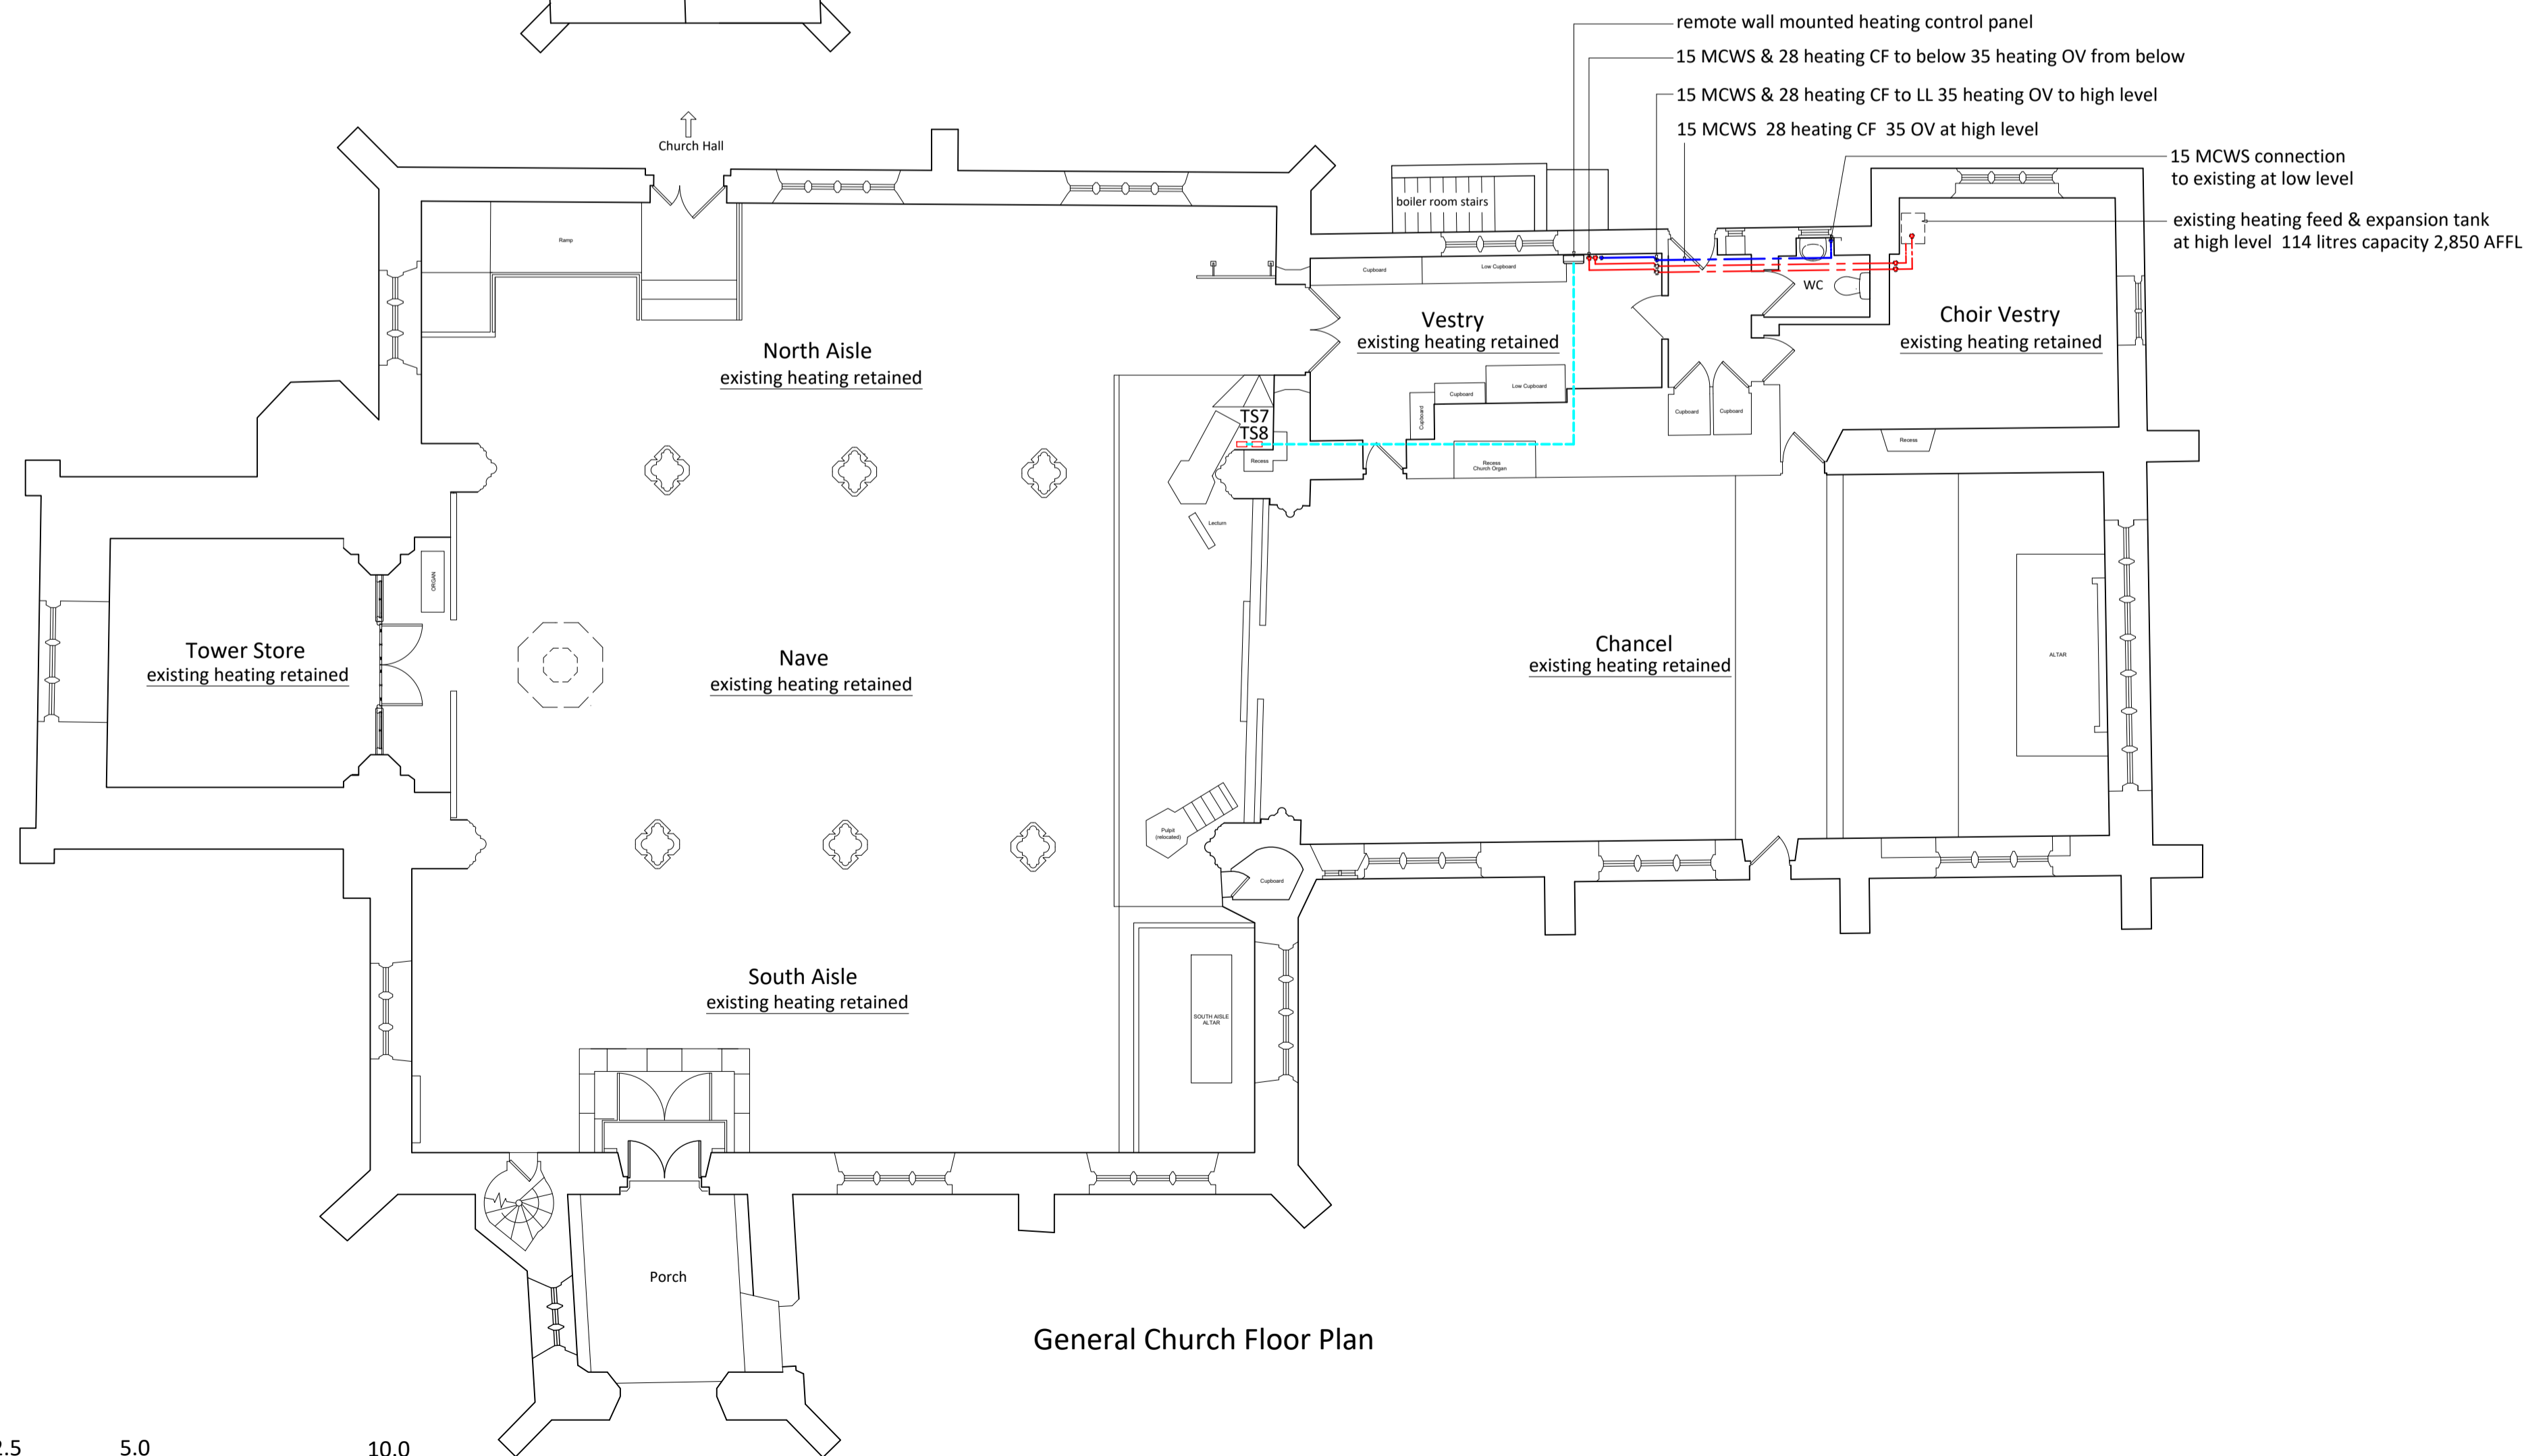 remote wall mounted heating control panel
15 MCWS & 28 heating CF to below 35 heating OV from below
15 MCWS & 28 heating CF to LL 35 heating OV to high level
15 MCWS 28 heating CF 35 OV at high level
15 MCWS connection
to existing at low level
existing heating feed & expansion tank
at high level 114 litres capacity 2,850 AFFL
Church Hall
boiler room stairs
Ramp
Cupboard
Low Cupboard
WC
Vestry
existing heating retained
Choir Vestry
existing heating retained
North Aisle
existing heating retained
Low Cupboard
Cupboard
Cupboard
Cupboard
Cupboard
TS7
TS8
Recess
Recess
Church Organ
Recess
Lecturn
ORGAN
Tower Store
existing heating retained
Nave
existing heating retained
Chancel
existing heating retained
ALTAR
Pulpit
(relocated)
Cupboard
South Aisle
existing heating retained
SOUTH AISLE
ALTAR
Porch
General Church Floor Plan
2.5
5.0
10.0